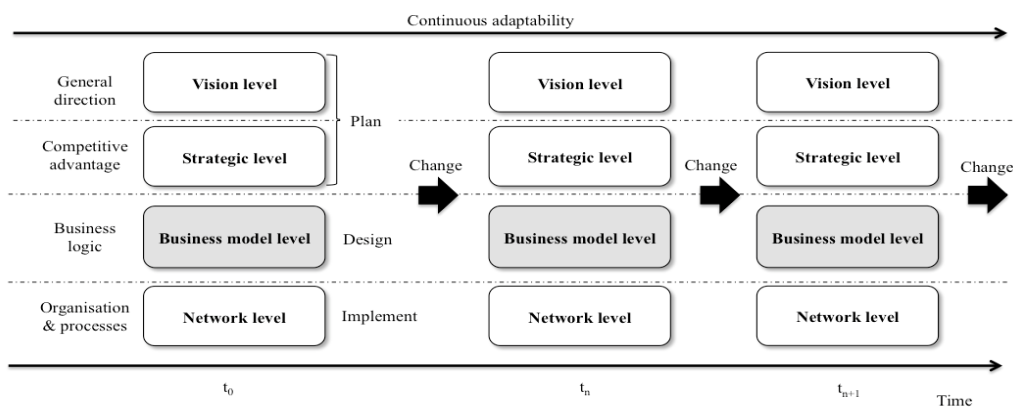 Continuous adaptability
General
direction
Vision level
Vision level
Vision level
Plan
Competitive
advantage
Strategic level
Change
Strategic level
Change
Strategic level
Change
Business
logic
Business model level
Design
Business model level
Business model level
Organisation
& processes
Network level
Implement
Network level
Network level
t0
tn
tn+1
Time